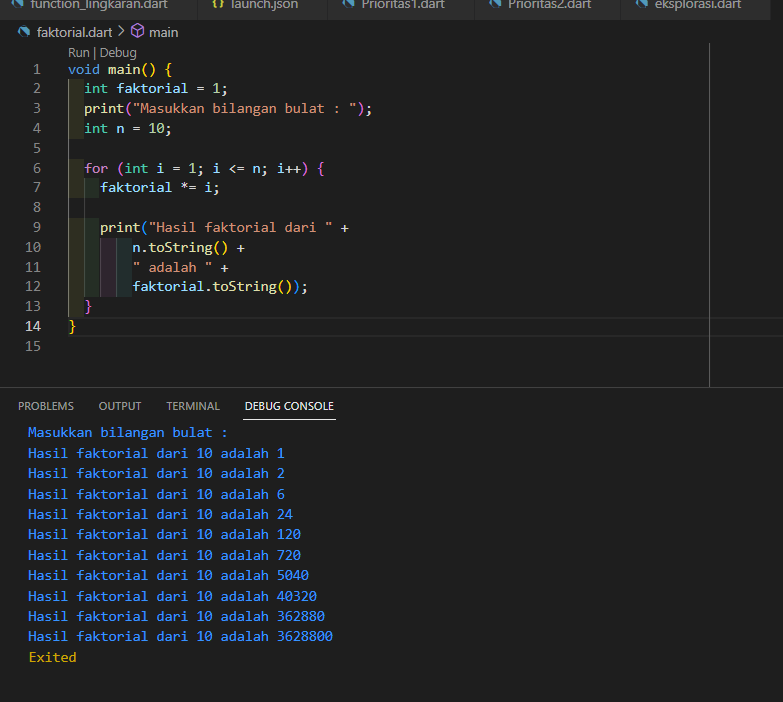 function_lingkaran.dart {} launch.json Prioritas1.dart Prioritas2.dart eksplorasi.dart
faktorial.dart > main
Run | Debug
1 void main() {
2 int faktorial = 1;
3 print("Masukkan bilangan bulat : ");
4 int n = 10;
5
6 for (int i = 1; i <= n; i++) {
7 faktorial *= i;
8
9 print("Hasil faktorial dari " +
10 n.toString() +
11 " adalah " +
12 faktorial.toString());
13 }
14 }
15
PROBLEMS OUTPUT TERMINAL DEBUG CONSOLE
Masukkan bilangan bulat :
Hasil faktorial dari 10 adalah 1
Hasil faktorial dari 10 adalah 2
Hasil faktorial dari 10 adalah 6
Hasil faktorial dari 10 adalah 24
Hasil faktorial dari 10 adalah 120
Hasil faktorial dari 10 adalah 720
Hasil faktorial dari 10 adalah 5040
Hasil faktorial dari 10 adalah 40320
Hasil faktorial dari 10 adalah 362880
Hasil faktorial dari 10 adalah 3628800
Exited